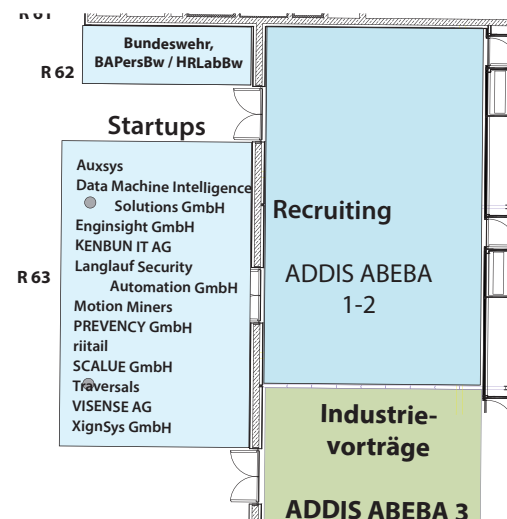 R 61
Bundeswehr,
BAPersBw / HRLabBw
R 62
Startups
Auxsys
Data Machine Intelligence
Solutions GmbH
Enginsight GmbH
KENBUN IT AG
Langlauf Security
Automation GmbH
Motion Miners
PREVENCY GmbH
riitail
SCALUE GmbH
Traversals
VISENSE AG
XignSys GmbH
R 63
Recruiting
ADDIS ABEBA
1-2
Industrie-
vorträge
ADDIS ABEBA 3